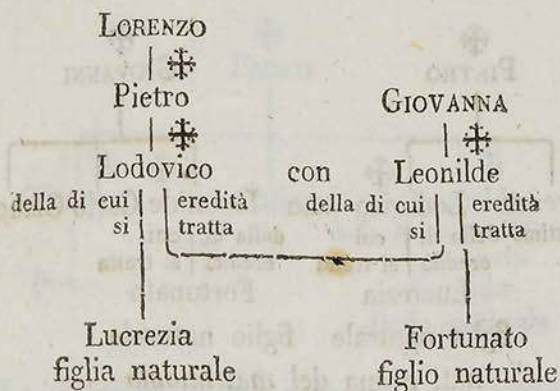 LORENZO
Pietro
GIOVANNA
Lodovico con Leonilde
della di cui eredità della di cui eredità
si tratta si tratta
Lucrezia Fortunato
figlia naturale figlio naturale